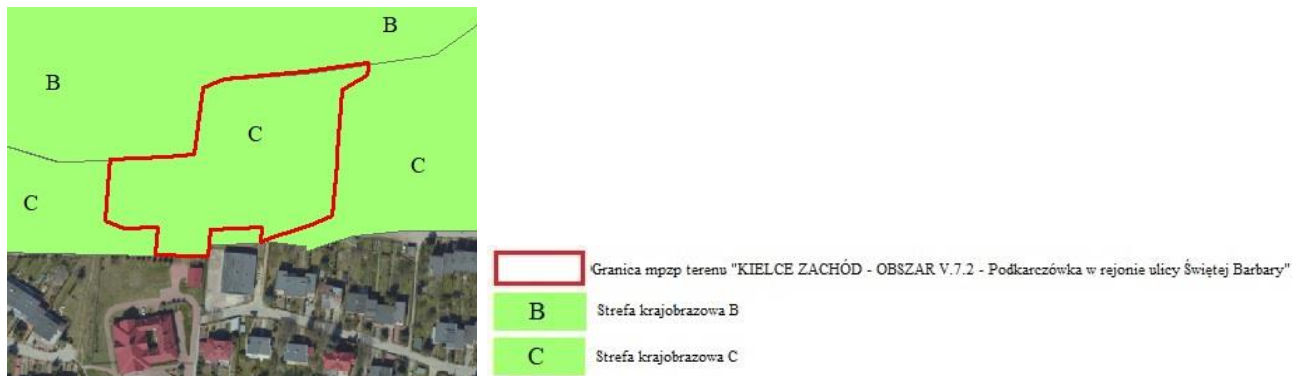 B
B
C
C
C
Granica mpzp terenu "KIELCE ZACHÓD - OBSZAR V.7.2 - Podkarczówka w rejonie ulicy Świętej Barbary"
B Strefa krajobrazowa B
C Strefa krajobrazowa C